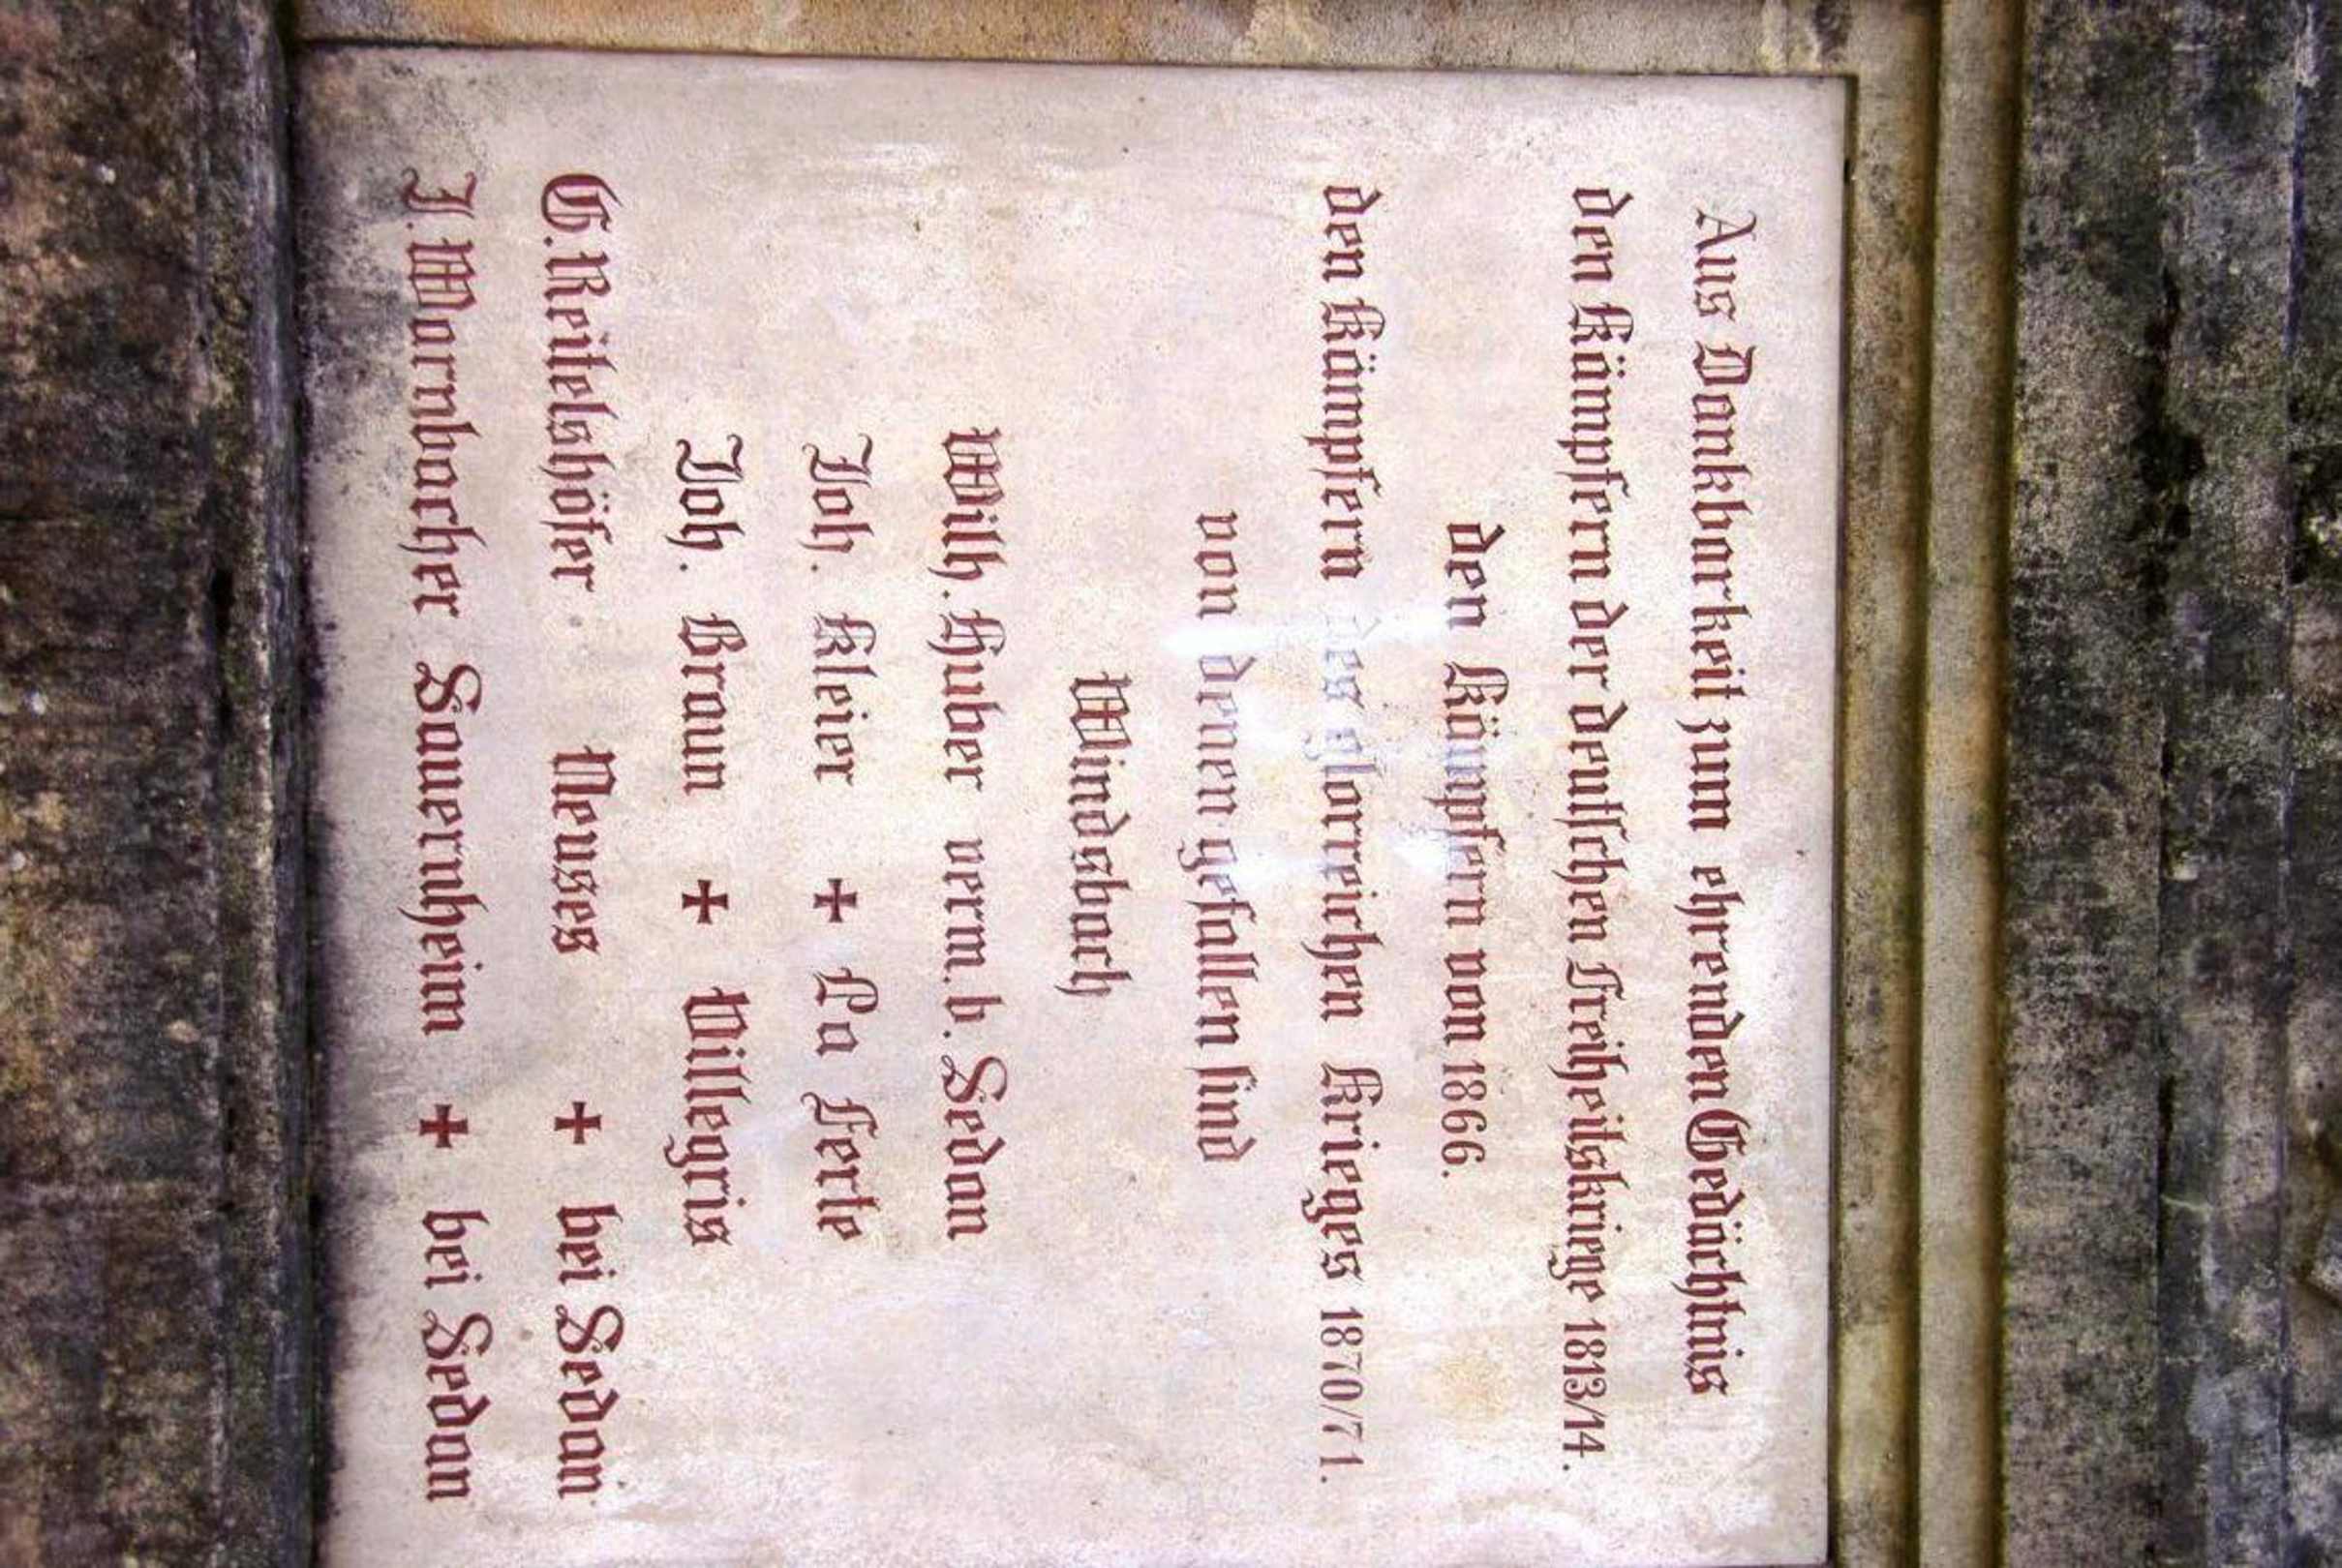 Aus Dankbarkeit zum ehrenden Gedächtnis
den Kämpfern der deutschen Freiheitskriege 1813/14.
den Kämpfern von 1866.
den Kämpfern des glorreichen Krieges 1870/71.
von denen gefallen sind
Windsbach
Wilh. Huber verm. b. Sedan
Joh. Kleier + La Ferte
Joh. Braun + Villegris
G. Reitelshöfer Neuses + bei Sedan
J. Wornbacher Sauernheim + bei Sedan